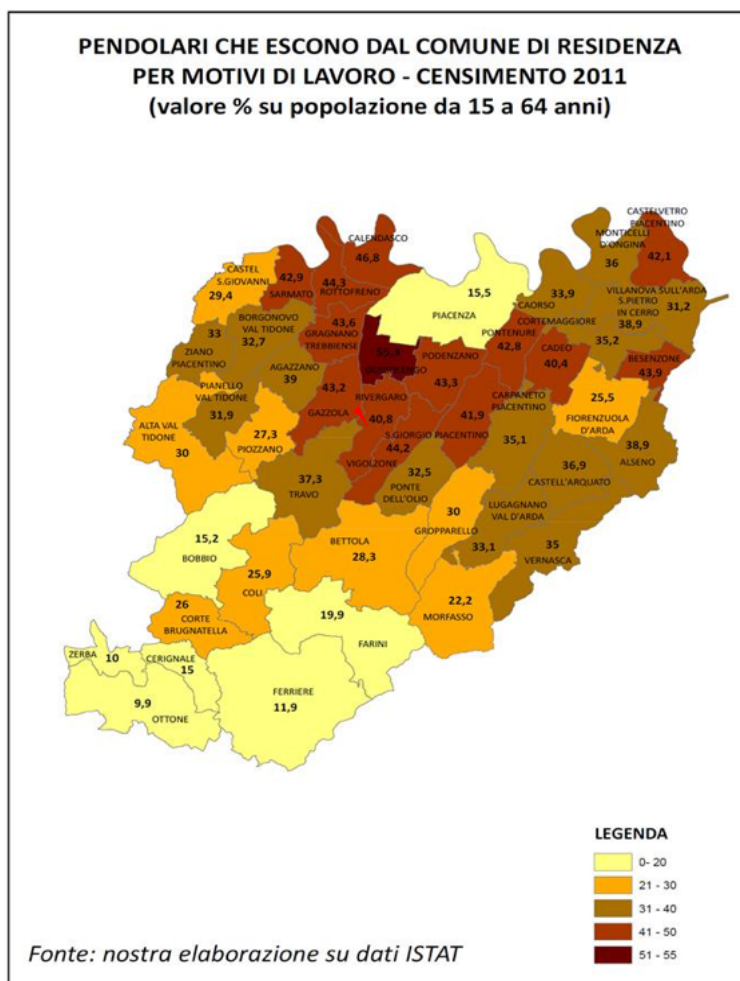 PENDOLARI CHE ESCONO DAL COMUNE DI RESIDENZA
PER MOTIVI DI LAVORO - CENSIMENTO 2011
(valore % su popolazione da 15 a 64 anni)
CASTELVETRO
PIACENTINO
42,1
MONTICELLI
D'ONGINA
36
CALENDASCO
46,8
CASTEL
S.GIOVANNI
29,4
42,9
SARMATO
44,3
ROTTOFRENO
15,5
PIACENZA
33,9
CAORSO
VILLANOVA SULL'ARDA
31,2
S.PIETRO
IN CERRO
38,9
BORGONOVO
VAL TIDONE
32,7
43,6
GRAGNANO
TREBBIENSE
CORTEMAGGIORE
35,2
33
ZIANO
PIACENTINO
PONTENURE
42,8
CADEO
40,4
BESENZONE
43,9
AGAZZANO
39
PODENZANO
43,3
PIANELLO
VAL TIDONE
31,9
43,2
GAZZOLA
RIVERGARO
40,8
41,9
S.GIORGIO
PIACENTINO
CARPANETO
PIACENTINO
35,1
25,5
FIORENZUOLA
D'ARDA
ALTA VAL
TIDONE
30
27,3
PIOZZANO
44,2
VIGOLZONE
38,9
ALSENO
37,3
TRAVO
32,5
PONTE
DELL'OLIO
36,9
CASTELL'ARQUATO
30
GROPPARELLO
LUGAGNANO
VAL D'ARDA
33,1
35
VERNASCA
15,2
BOBBIO
BETTOLA
28,3
25,9
COLI
22,2
MORFASSO
26
CORTE
BRUGNATELLA
19,9
FARINI
ZERBA
10
CERIGNALE
15
FERRIERE
11,9
9,9
OTTONE
LEGENDA
0- 20
21 - 30
31 - 40
41 - 50
51 - 55
Fonte: nostra elaborazione su dati ISTAT